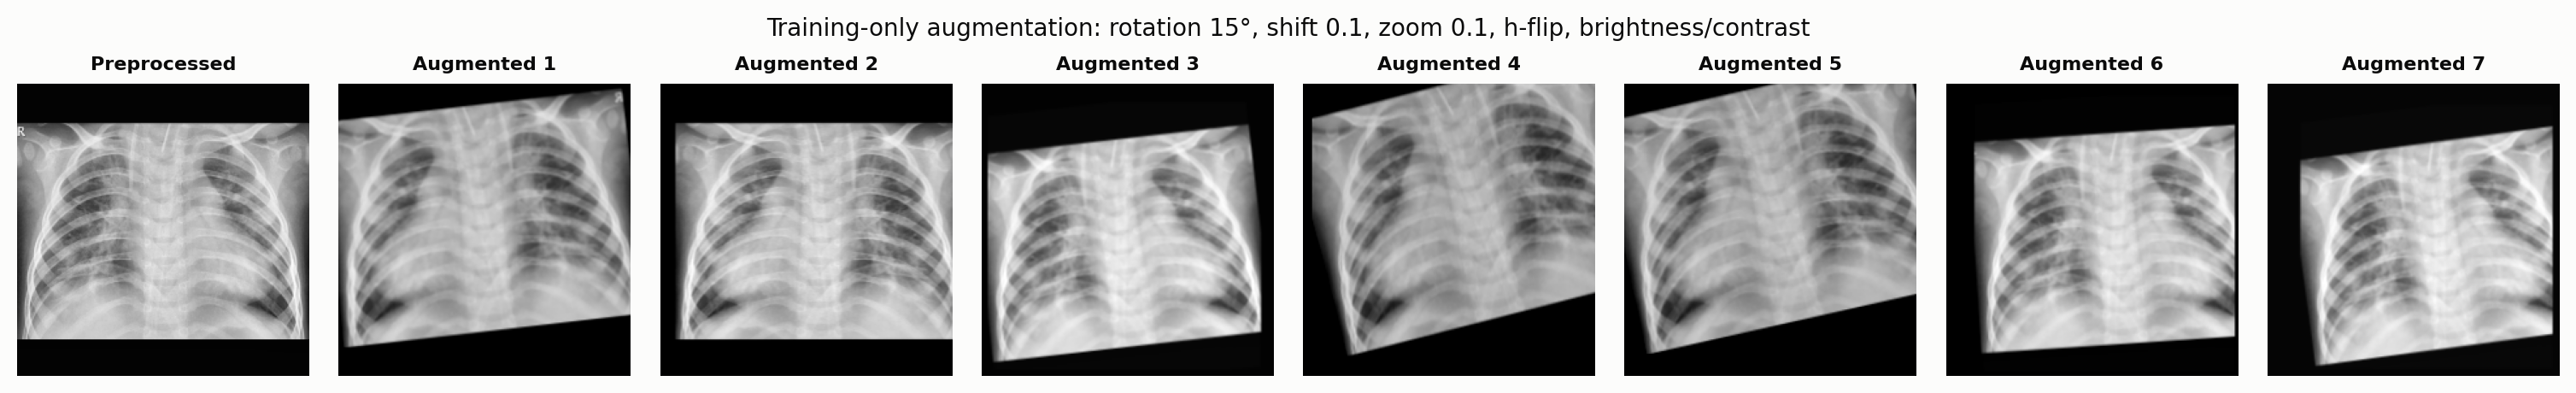 Training-only augmentation: rotation 15°, shift 0.1, zoom 0.1, h-flip, brightness/contrast
Preprocessed Augmented 1 Augmented 2 Augmented 3 Augmented 4 Augmented 5 Augmented 6 Augmented 7
R